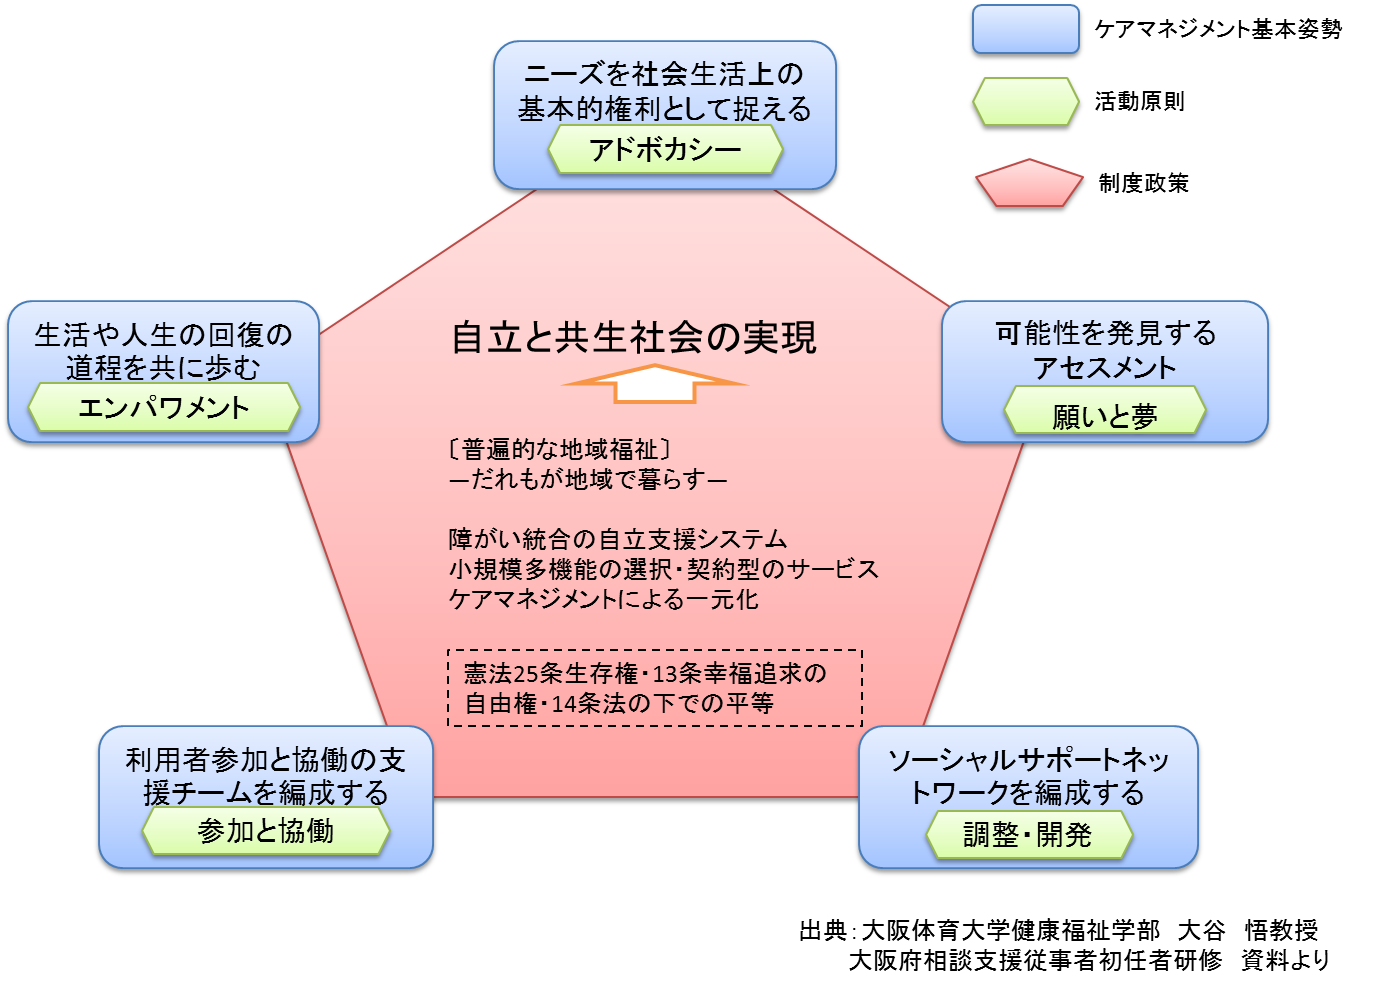 ケアマネジメント基本姿勢
活動原則
制度政策
ニーズを社会生活上の
基本的権利として捉える
アドボカシー
生活や人生の回復の
道程を共に歩む
エンパワメント
可能性を発見する
アセスメント
願いと夢
自立と共生社会の実現
〔普遍的な地域福祉〕
―だれもが地域で暮らす―
障がい統合の自立支援システム
小規模多機能の選択・契約型のサービス
ケアマネジメントによる一元化
憲法25条生存権・13条幸福追求の
自由権・14条法の下での平等
利用者参加と協働の支
援チームを編成する
参加と協働
ソーシャルサポートネッ
トワークを編成する
調整・開発
出典：大阪体育大学健康福祉学部　大谷　悟教授
大阪府相談支援従事者初任者研修　資料より